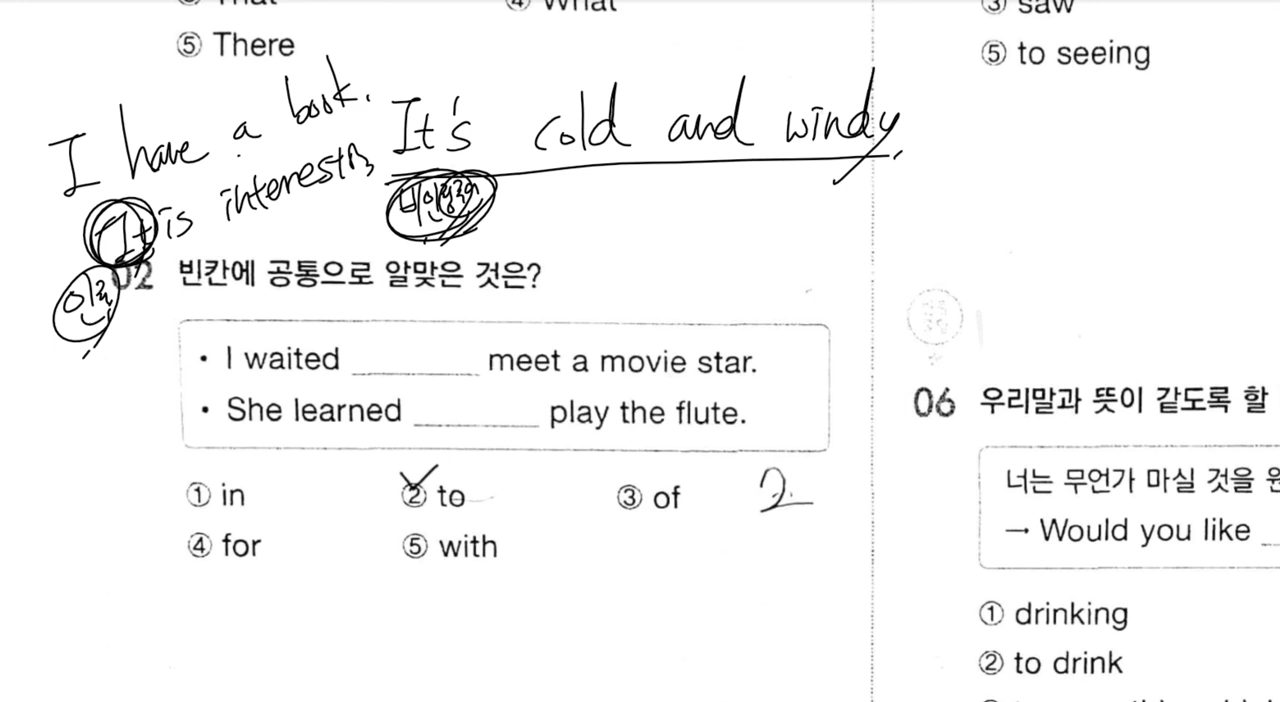 ⑤ There
I have a book.
It is interesting
인칭
It's cold and windy.
비인칭주어
02 빈칸에 공통으로 알맞은 것은?
• I waited ________ meet a movie star.
• She learned ________ play the flute.
① in ② to ③ of
④ for ⑤ with
2
③ saw
⑤ to seeing
06 우리말과 뜻이 같도록 할
너는 무언가 마실 것을 원
→ Would you like
① drinking
② to drink